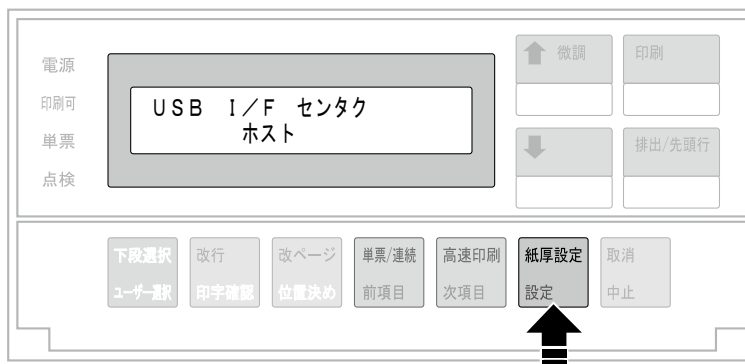 電源
印刷可
単票
点検
USB I/F センタク
ホスト
微調
印刷
排出/先頭行
下段選択
ユーザー選択
改行
印字確認
改ページ
位置決め
単票/連続
前項目
高速印刷
次項目
紙厚設定
設定
取消
中止